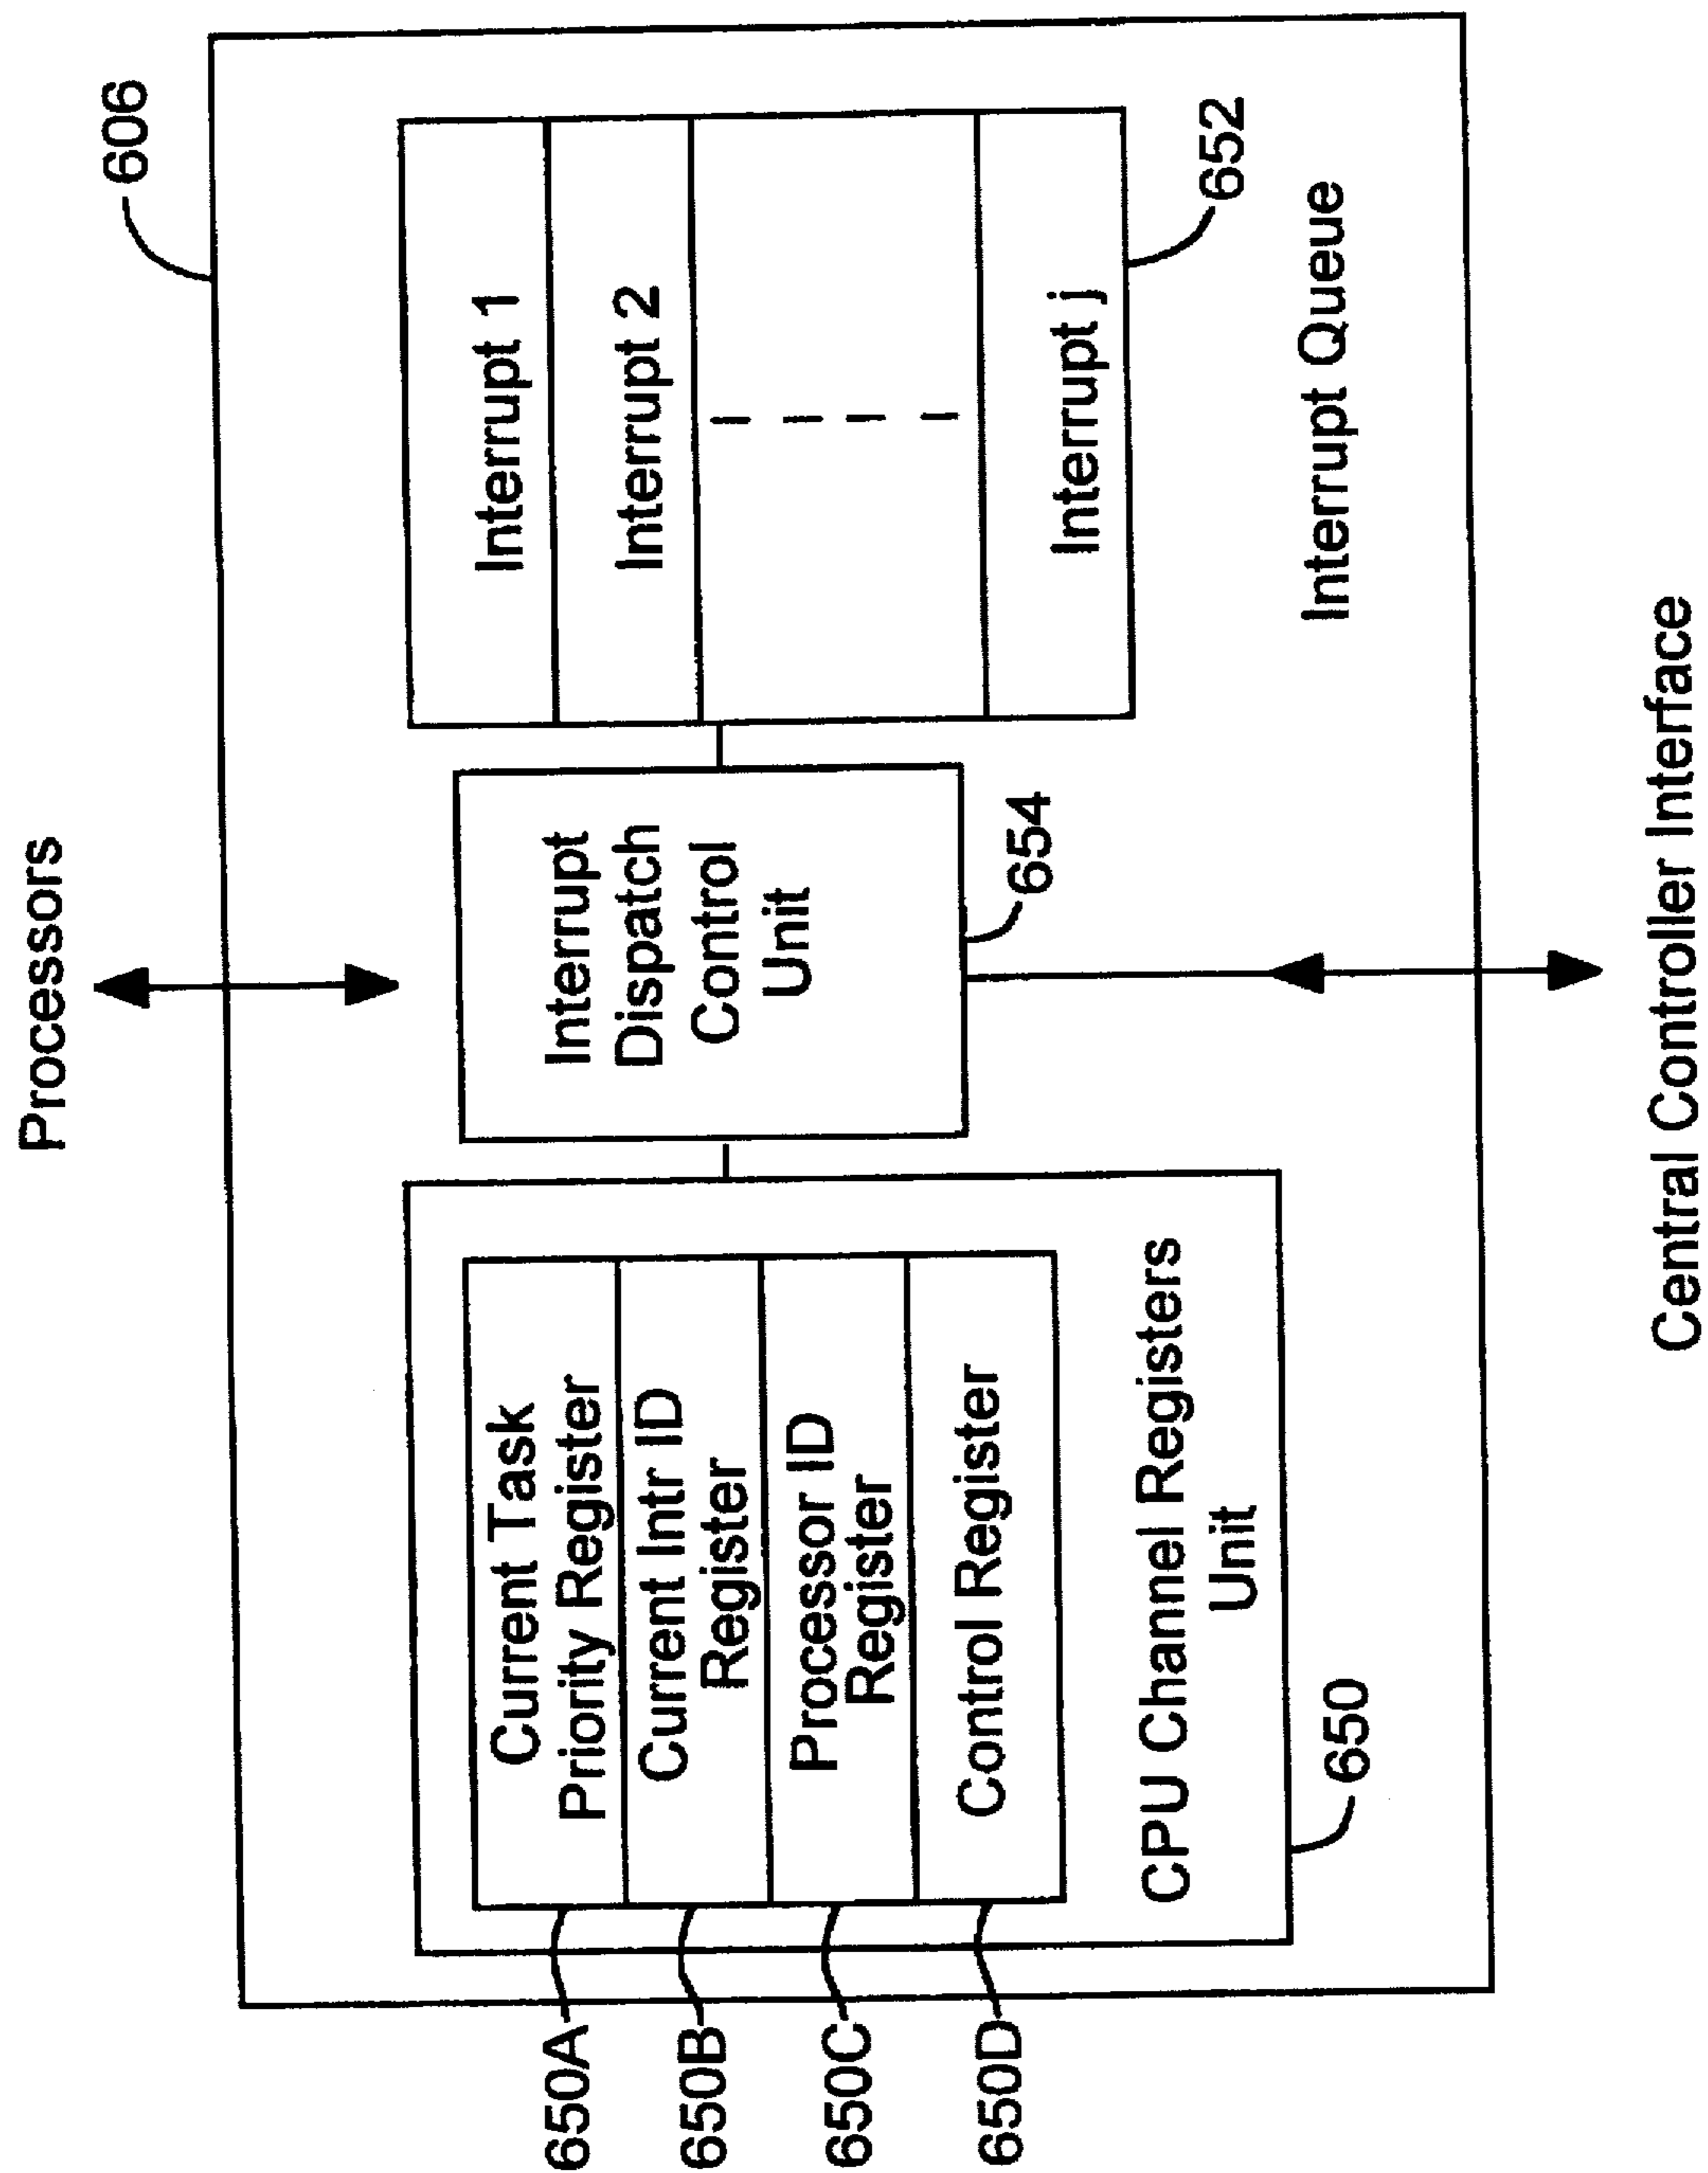 Processors
606
650A
650B
650C
650D
Current Task
Priority Register
Current Intr ID
Register
Processor ID
Register
Control Register
CPU Channel Registers
Unit
650
Interrupt
Dispatch
Control
Unit
654
Interrupt 1
Interrupt 2
Interrupt j
652
Interrupt Queue
Central Controller Interface